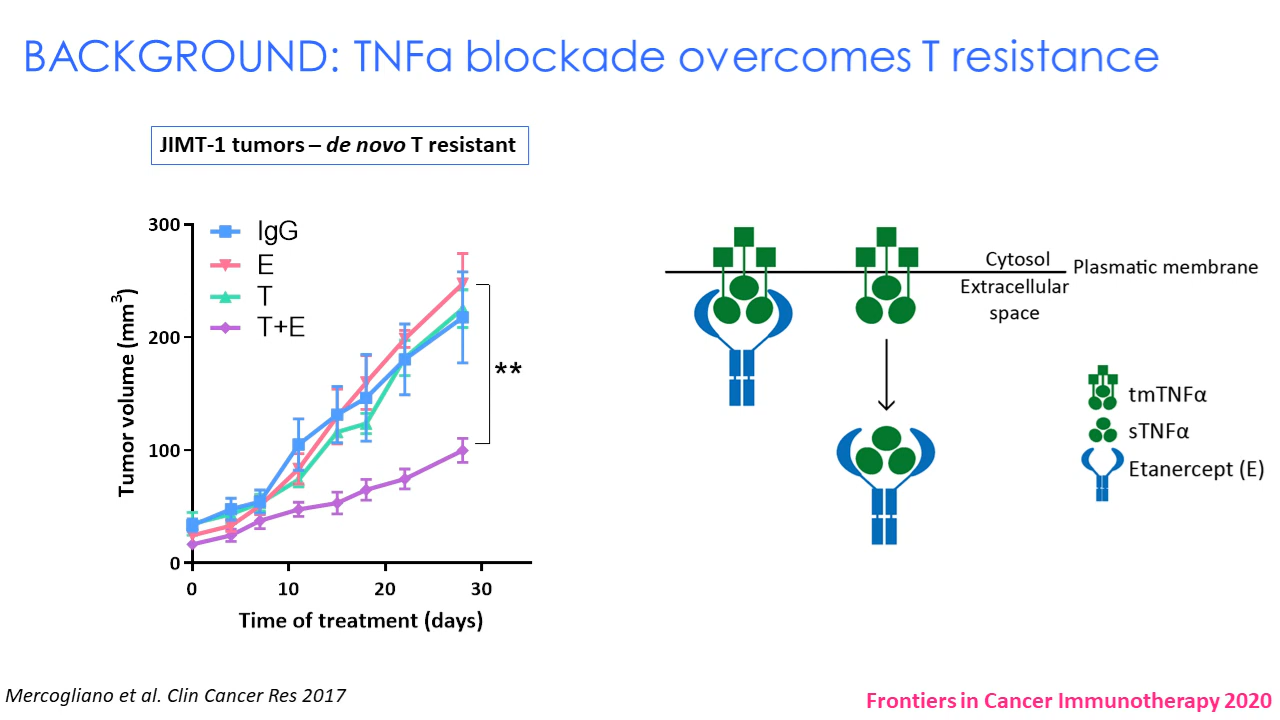 BACKGROUND: TNFα blockade overcomes T resistance
JIMT-1 tumors – de novo T resistant
300
200
100
0
Tumor volume (mm3)
IgG
E
T
T+E
**
0 10 20 30
Time of treatment (days)
Cytosol
Plasmatic membrane
Extracellular
space
tmTNFα
sTNFα
Etanercept (E)
Mercogliano et al. Clin Cancer Res 2017
Frontiers in Cancer Immunotherapy 2020